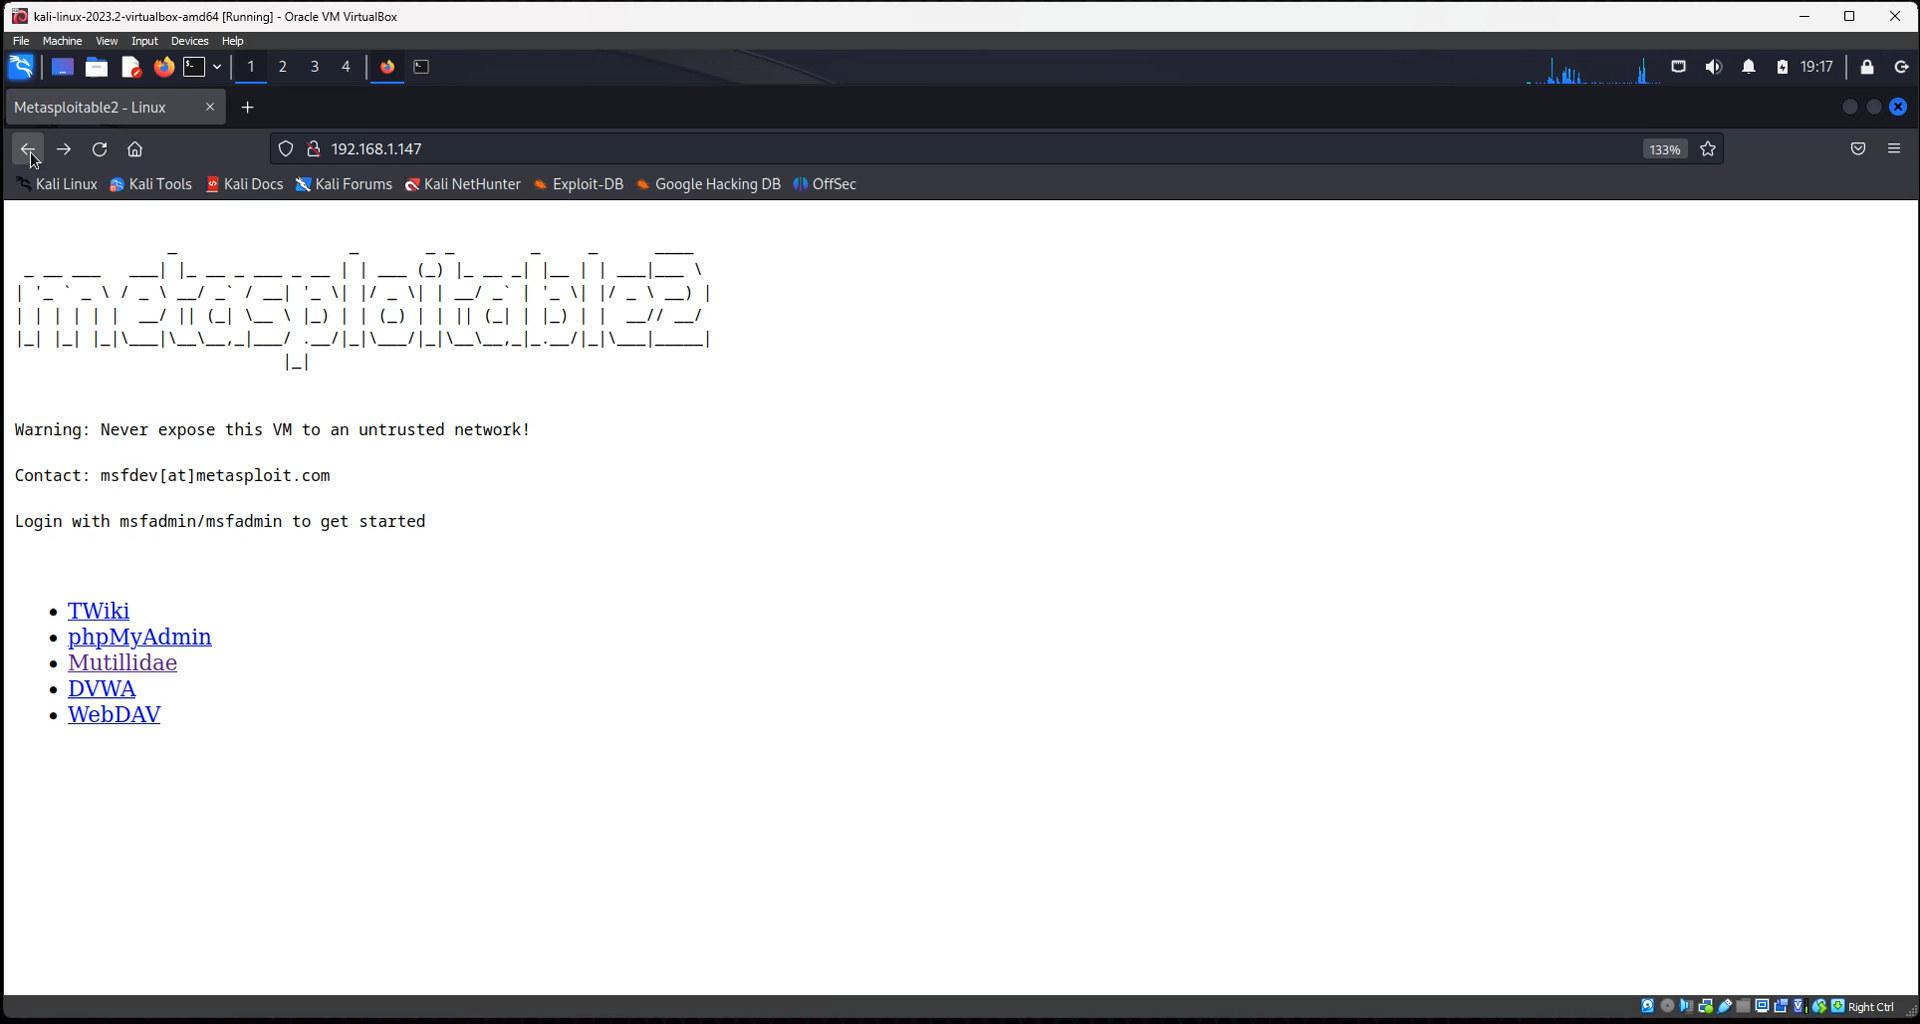 kali-linux-2023.2-virtualbox-amd64 [Running] - Oracle VM VirtualBox
File Machine View Input Devices Help
1 2 3 4 19:17
Metasploitable2 - Linux
192.168.1.147 133%
Kali Linux Kali Tools Kali Docs Kali Forums Kali NetHunter Exploit-DB Google Hacking DB OffSec
metasploitable2
Warning: Never expose this VM to an untrusted network!
Contact: msfdev[at]metasploit.com
Login with msfadmin/msfadmin to get started
TWiki
phpMyAdmin
Mutillidae
DVWA
WebDAV
Right Ctrl